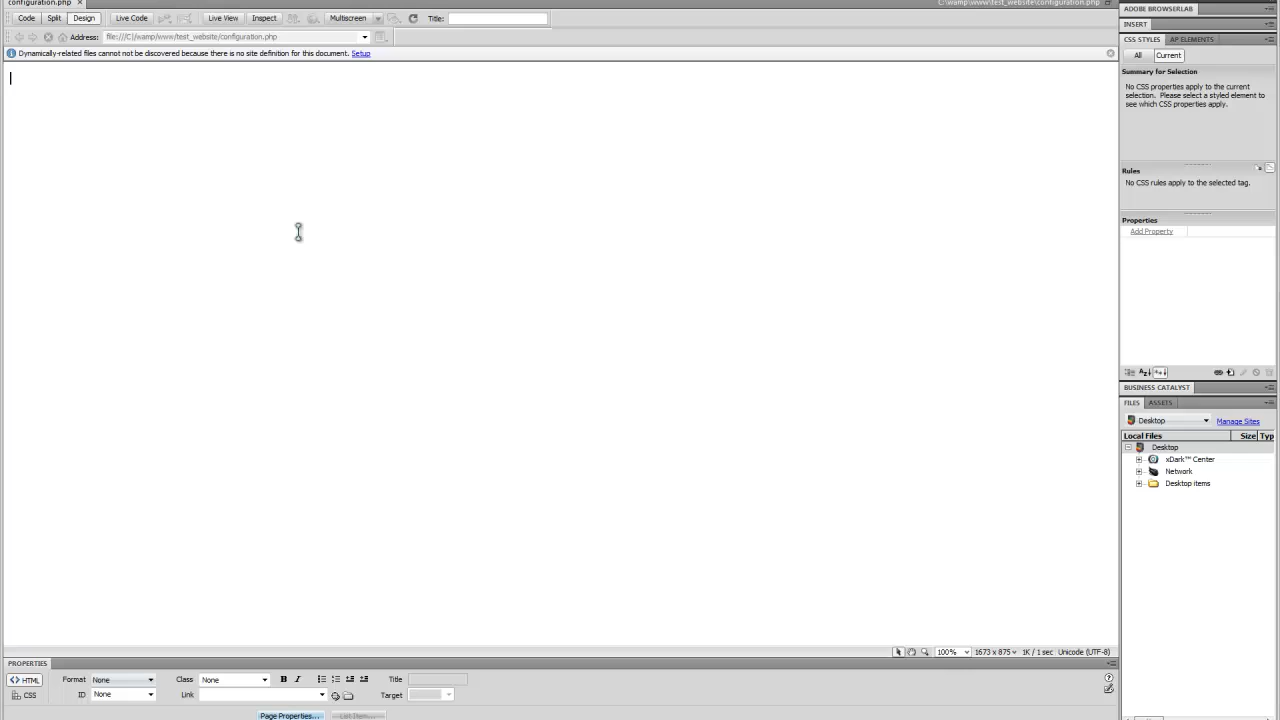 configuration.php ×
C:\wamp\www\test_website\configuration.php
Code Split Design Live Code Live View Inspect Multiscreen Title:
Address: file:///C|/wamp/www/test_website/configuration.php
Dynamically-related files cannot not be discovered because there is no site definition for this document. Setup
ADOBE BROWSERLAB
INSERT
CSS STYLES AP ELEMENTS
All Current
Summary for Selection
No CSS properties apply to the current
selection. Please select a styled element to
see which CSS properties apply.
Rules
No CSS rules apply to the selected tag.
Properties
Add Property
BUSINESS CATALYST
FILES ASSETS
Desktop Manage Sites
Local Files Size Typ
Desktop
xDark™ Center
Network
Desktop items
100% 1673 x 875 1K / 1 sec Unicode (UTF-8)
PROPERTIES
<> HTML Format None Class None B I Title
CSS ID None Link Target
Page Properties... List Item...